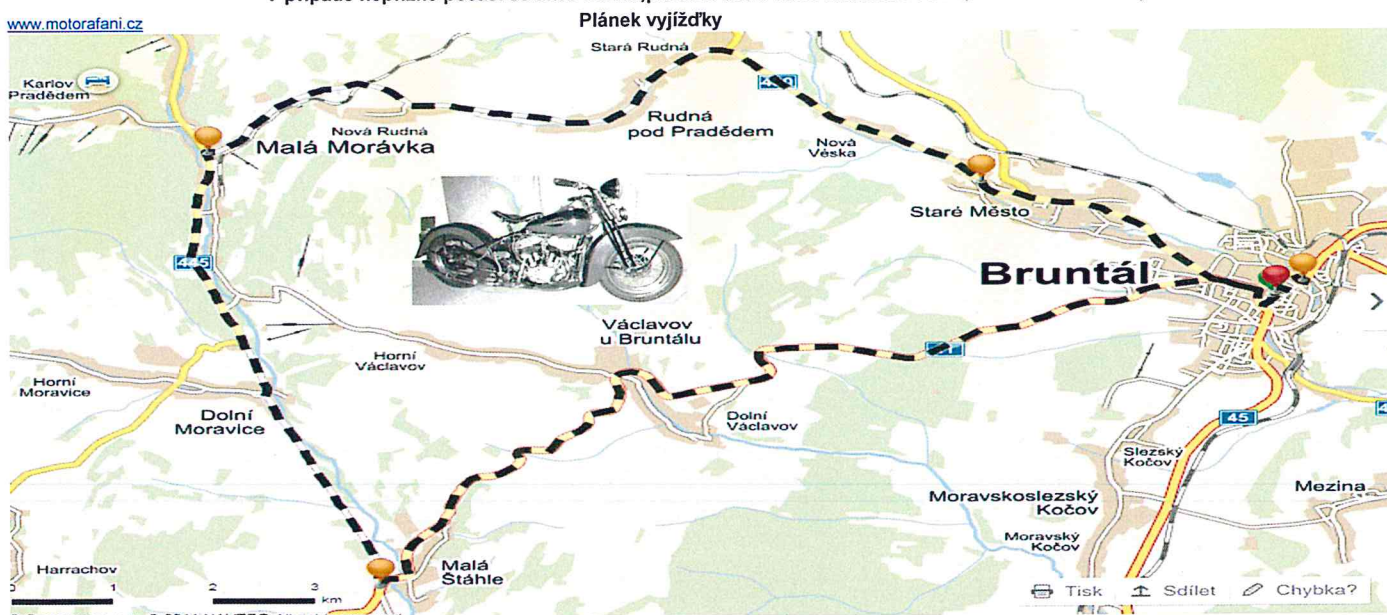 www.motorafani.cz
Plánek vyjížďky
Stará Rudná
Karlov
Pradědem
Nová Rudná
Malá Morávka
Rudná
pod Pradědem
Nová
Véska
Staré Město
Bruntál
445
Václavov
u Bruntálu
Horní
Václavov
Horní
Moravice
Dolní
Moravice
Dolní
Václavov
45
Slezský
Kočov
Moravskoslezský
Kočov
Mezina
Moravský
Kočov
Malá
Štáhle
Harrachov
1 2 3
km
Tisk Sdílet Chybka?